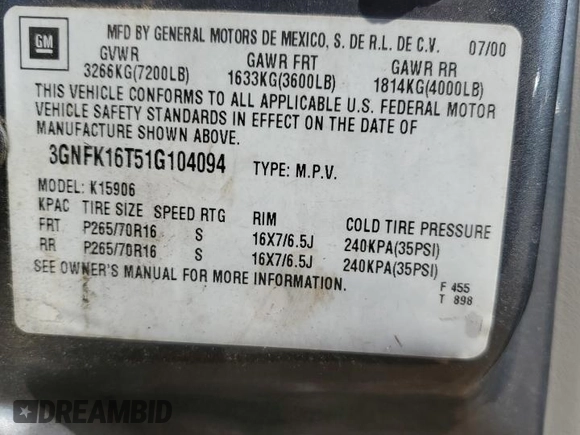 GM
MFD BY GENERAL MOTORS DE MEXICO, S. DE R.L. DE C.V. 07/00
GVWR GAWR FRT GAWR RR
3266KG(7200LB) 1633KG(3600LB) 1814KG(4000LB)
THIS VEHICLE CONFORMS TO ALL APPLICABLE U.S. FEDERAL MOTOR
VEHICLE SAFETY STANDARDS IN EFFECT ON THE DATE OF
MANUFACTURE SHOWN ABOVE.
3GNFK16T51G104094 TYPE: M.P.V.
MODEL: K15906
KPAC TIRE SIZE SPEED RTG RIM COLD TIRE PRESSURE
FRT P265/70R16 S 16X7/6.5J 240KPA(35PSI)
RR P265/70R16 S 16X7/6.5J 240KPA(35PSI)
SEE OWNER'S MANUAL FOR MORE INFORMATION.
F 455
T 898
DREAMBID